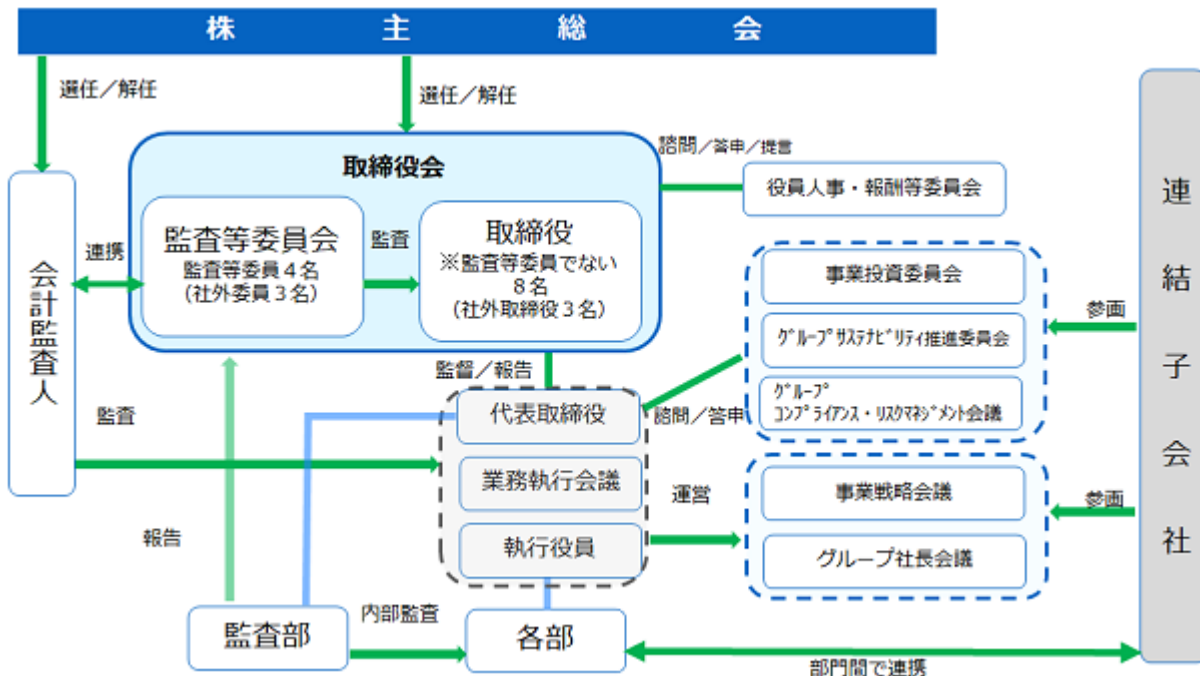 株主総会
選任／解任
選任／解任
取締役会
諮問／答申／提言
役員人事・報酬等委員会
監査等委員会
監査等委員４名
（社外委員３名）
監査
取締役
※監査等委員でない
８名
（社外取締役３名）
連携
会計監査人
事業投資委員会
ｸﾞﾙｰﾌﾟｻｽﾃﾅﾋﾞﾘﾃｨ推進委員会
ｸﾞﾙｰﾌﾟ
ｺﾝﾌﾟﾗｲｱﾝｽ・ﾘｽｸﾏﾈｼﾞﾒﾝﾄ会議
参画
連結子会社
監督／報告
代表取締役
諮問／答申
監査
業務執行会議
運営
事業戦略会議
参画
報告
執行役員
グループ社長会議
監査部
内部監査
各部
部門間で連携